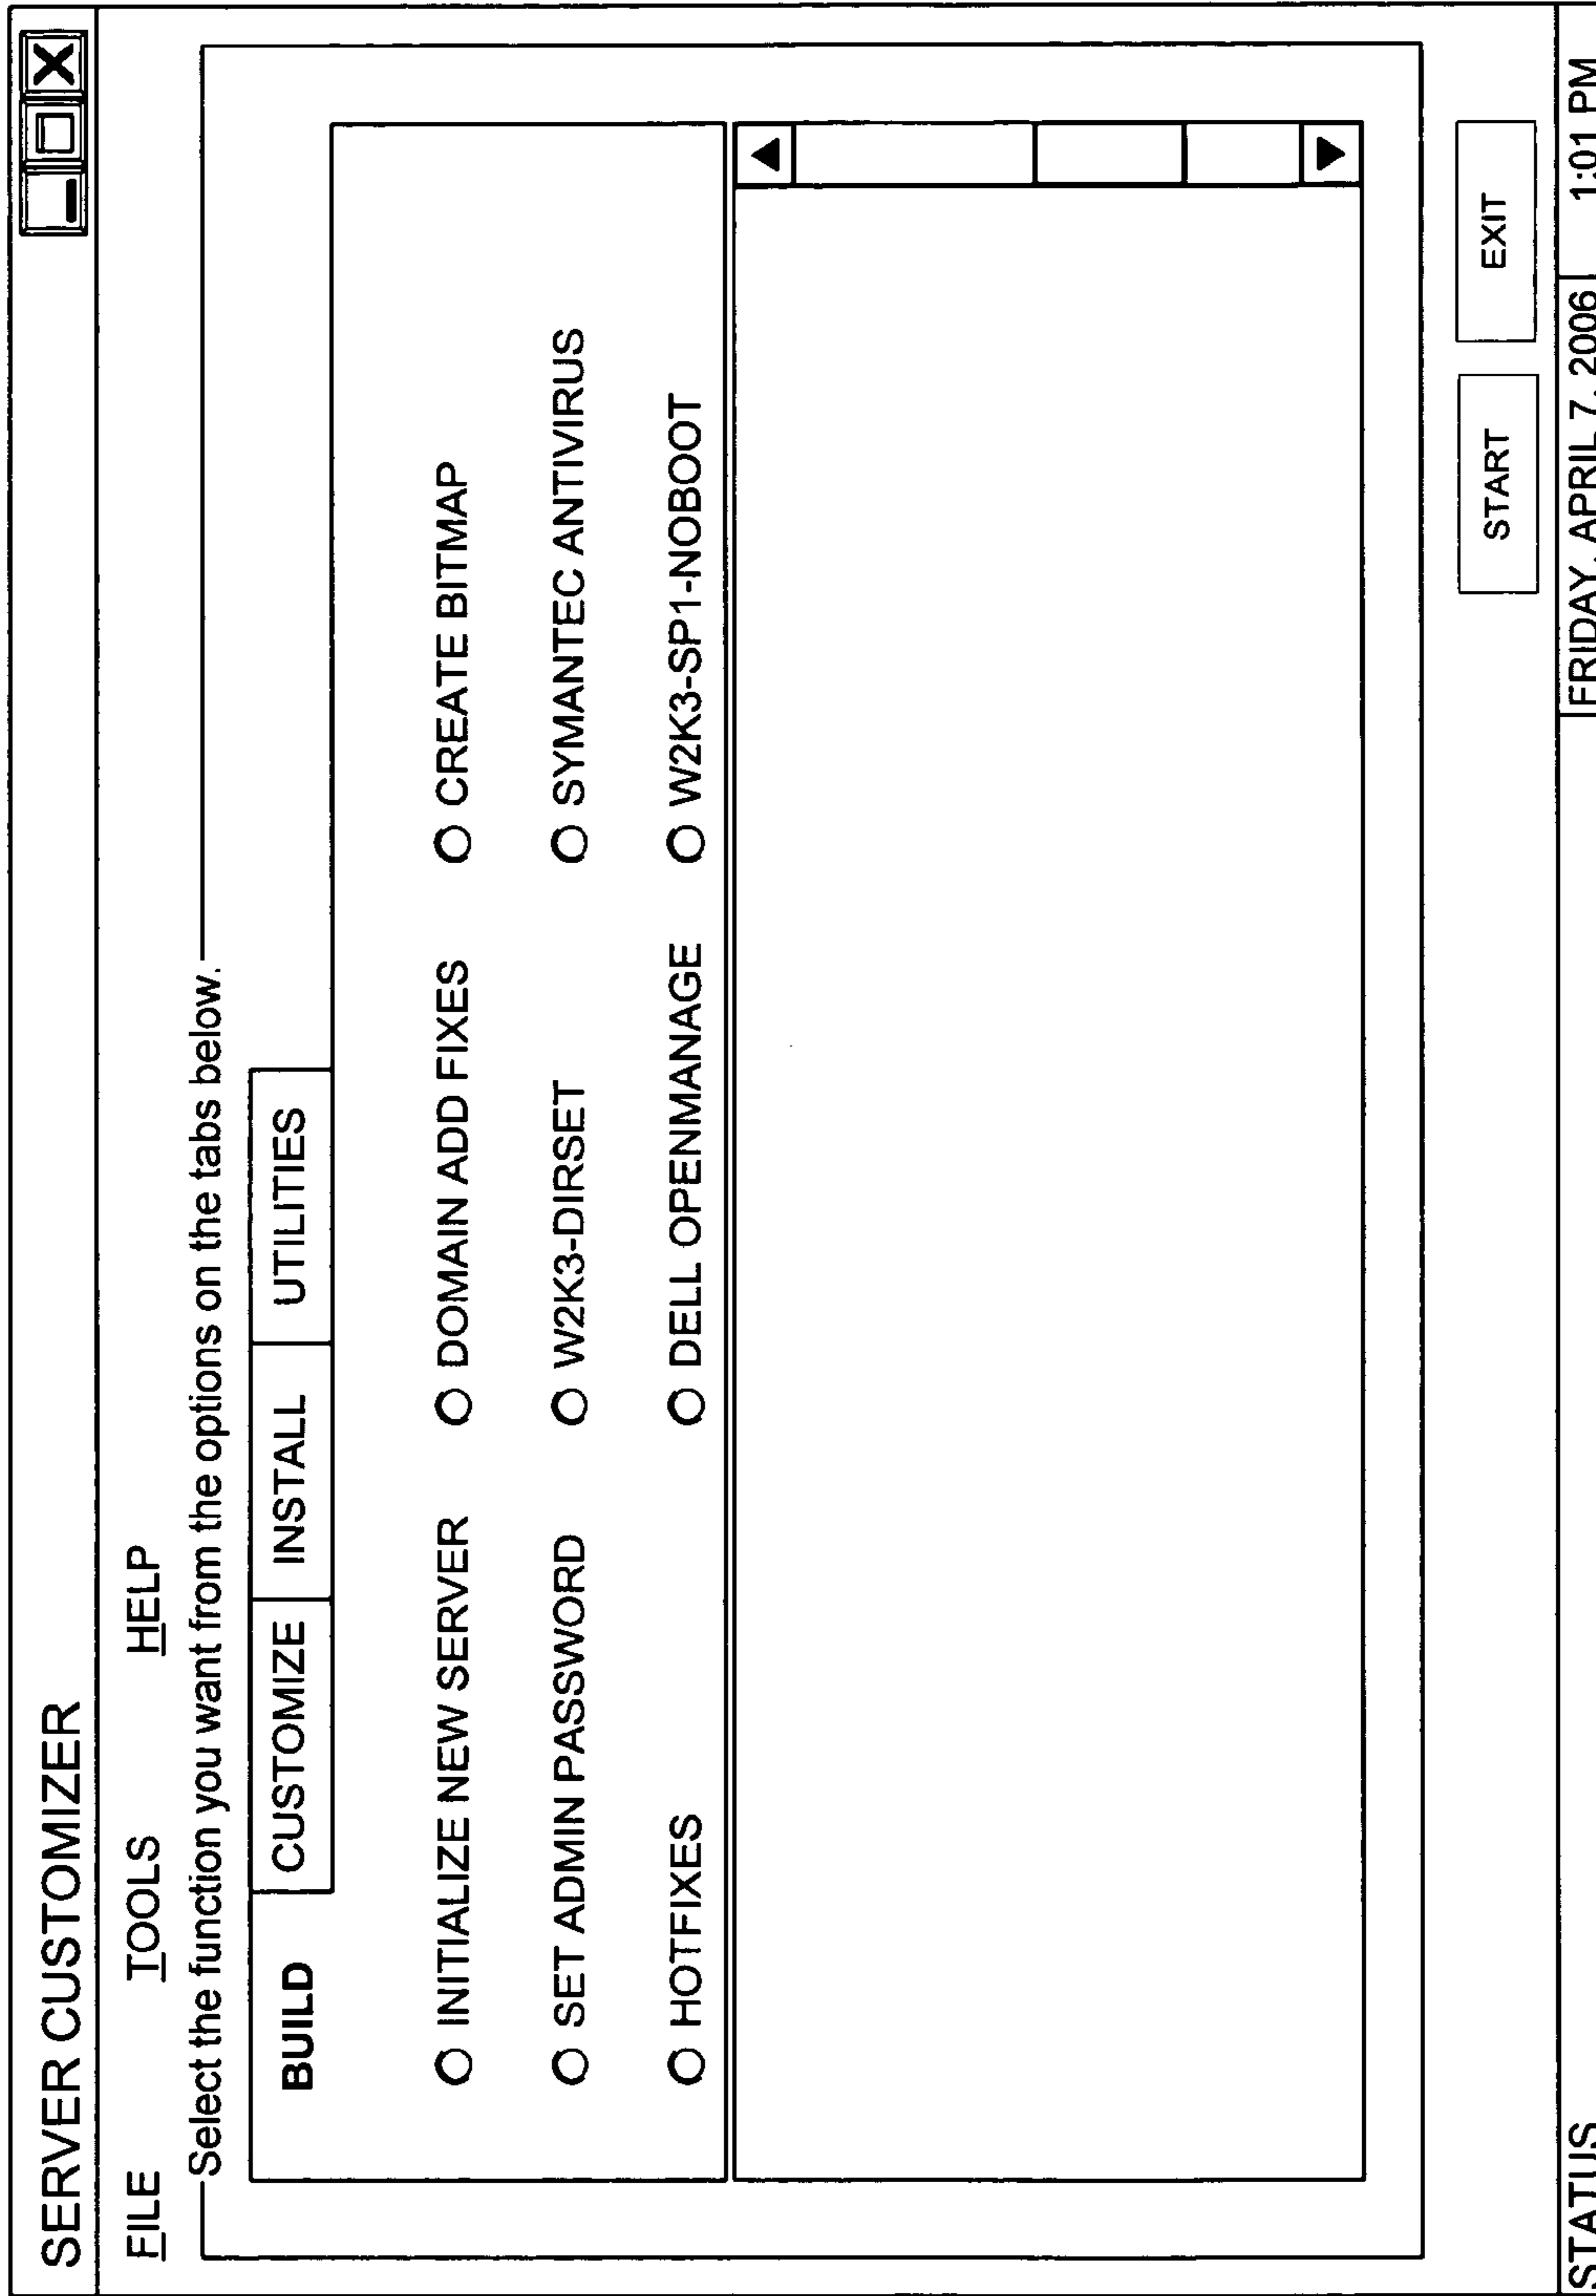 SERVER CUSTOMIZER
FILE TOOLS HELP
Select the function you want from the options on the tabs below.
BUILD CUSTOMIZE INSTALL UTILITIES
INITIALIZE NEW SERVER DOMAIN ADD FIXES CREATE BITMAP
SET ADMIN PASSWORD W2K3-DIRSET SYMANTEC ANTIVIRUS
HOTFIXES DELL OPENMANAGE W2K3-SP1-NOBOOT
START EXIT
STATUS FRIDAY, APRIL 7, 2006 1:01 PM